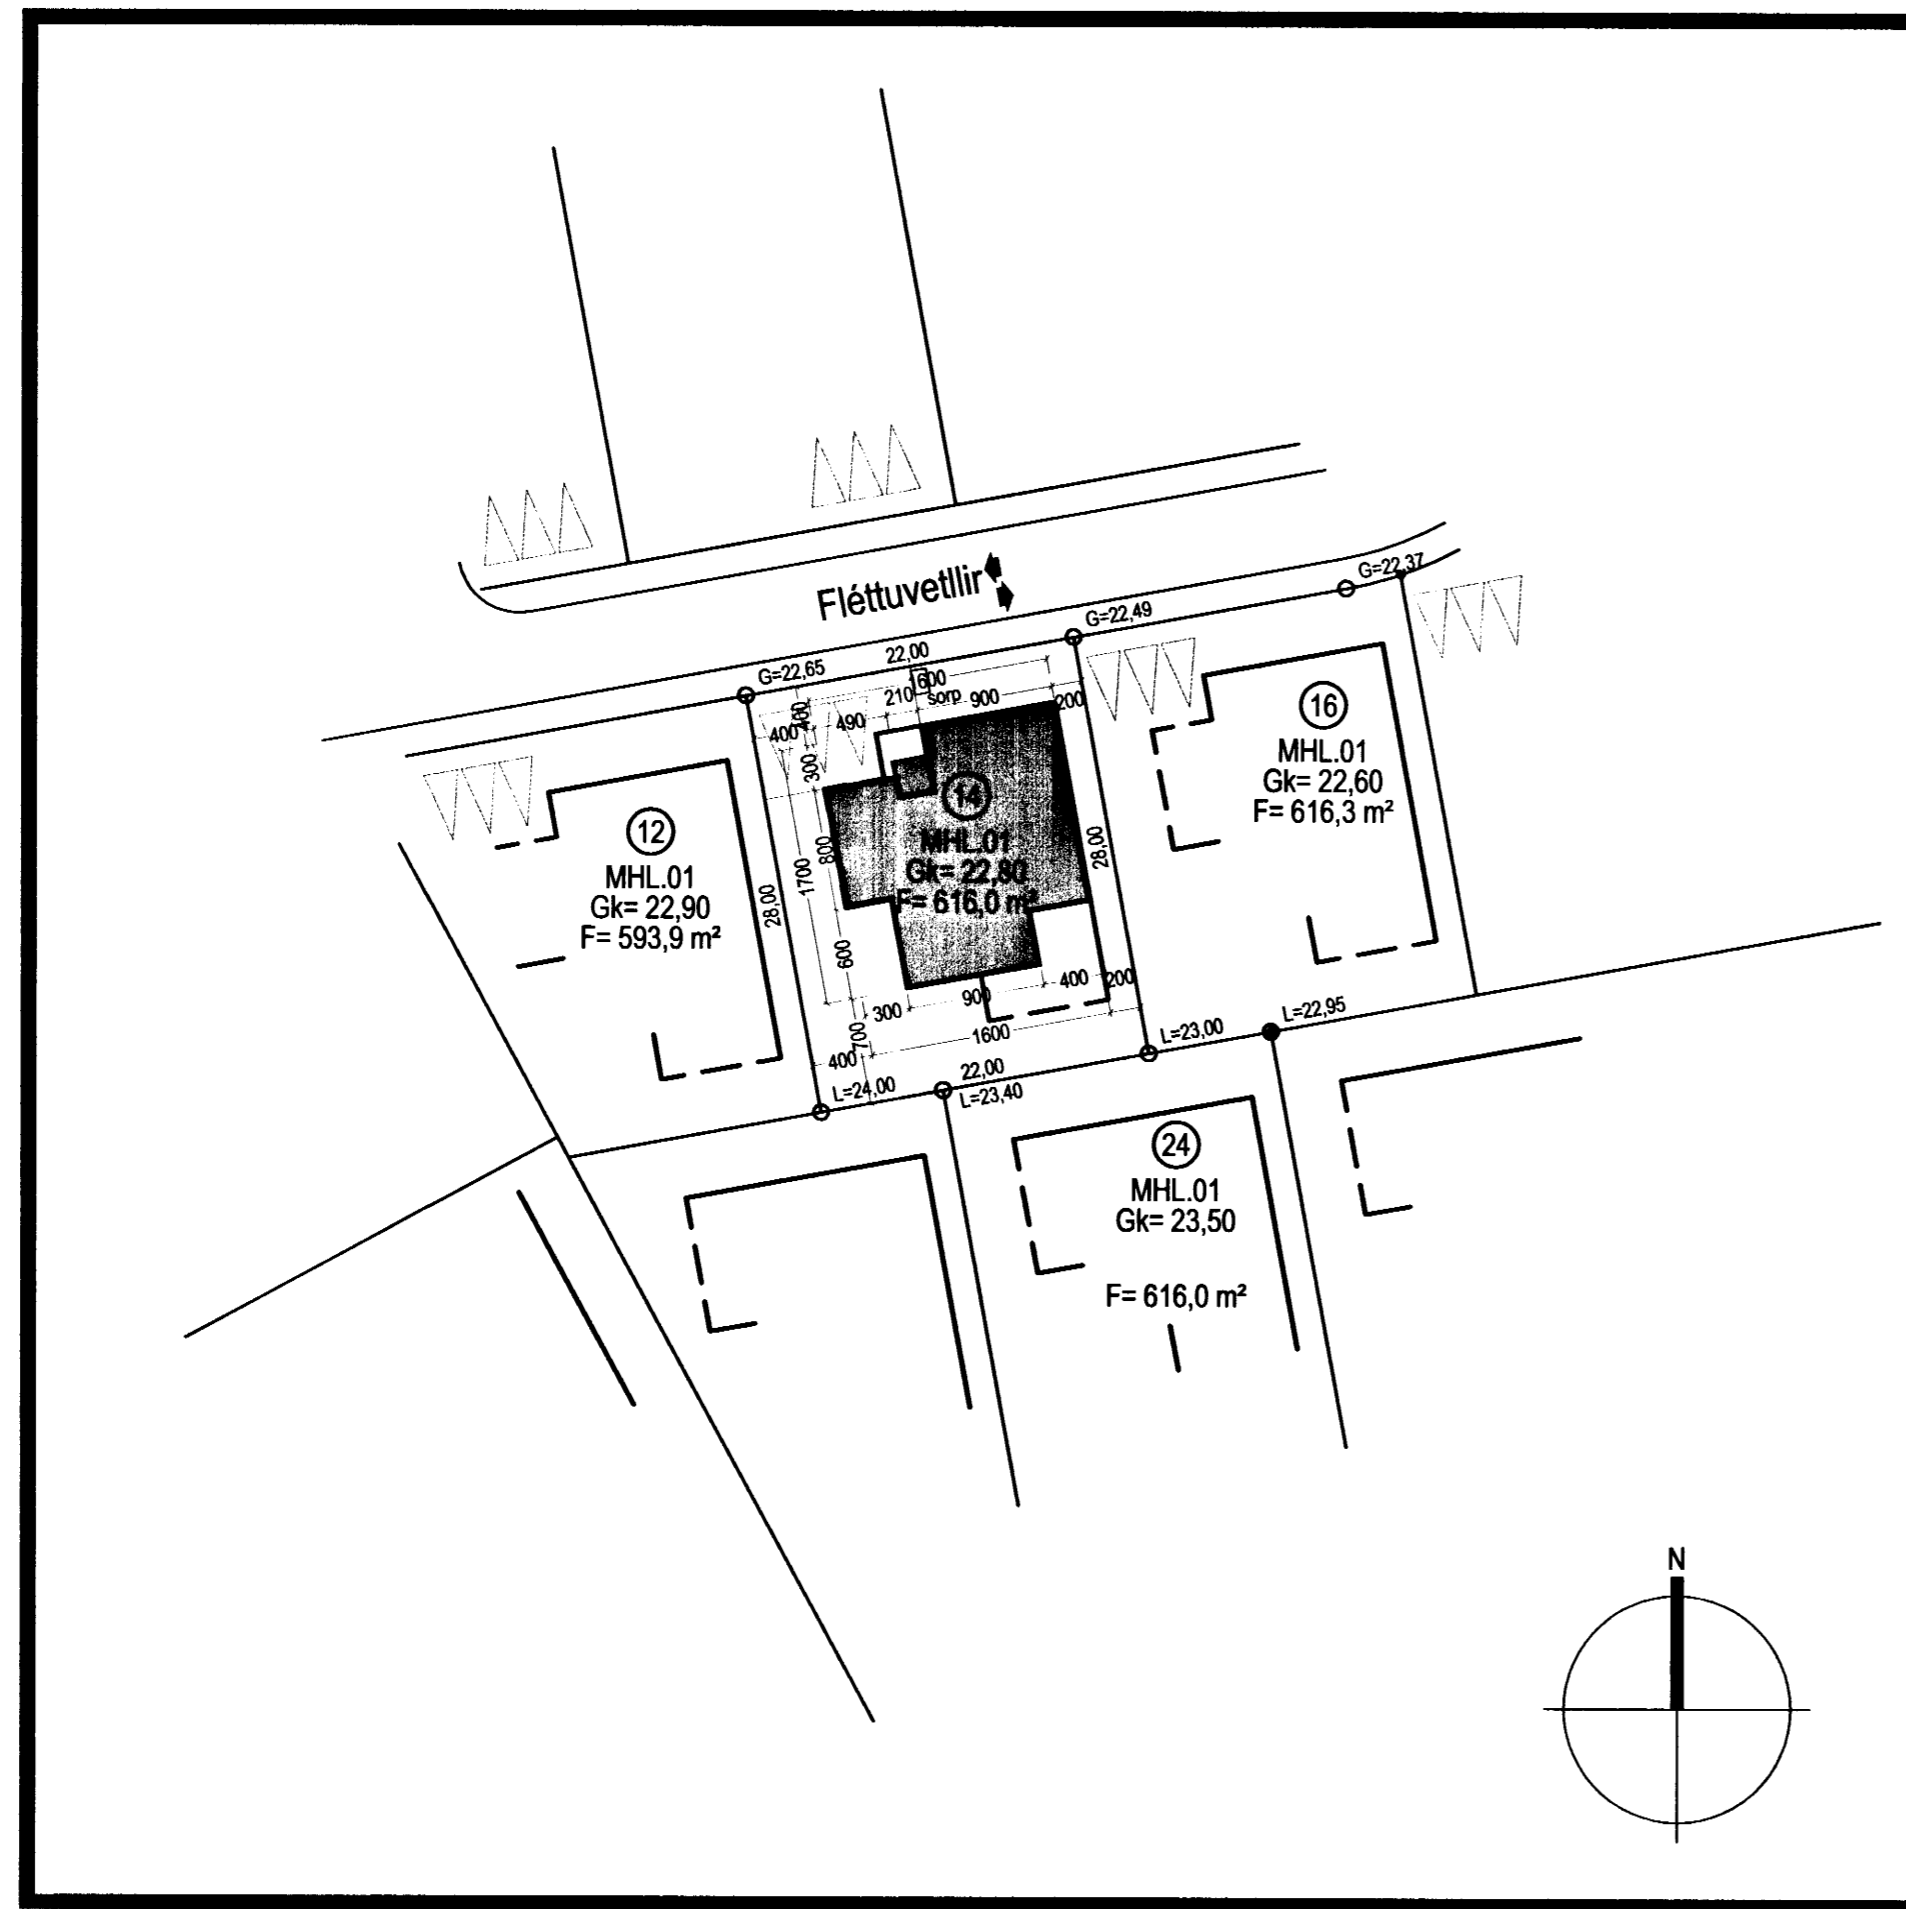 Fléttuvetllir
G=22,37
G=22,49
G=22,65
22,00
1600
210
sorp
900
200
400
490
400
300
16
MHL.01
Gk= 22,60
F= 616,3 m²
12
MHL.01
Gk= 22,90
F= 593,9 m²
14
MHL.01
Gk= 22,80
F= 616,0 m²
28,00
1700
800
28,00
600
300
900
400
200
700
1600
400
L=24,00
22,00
L=23,40
L=23,00
L=22,95
24
MHL.01
Gk= 23,50
F= 616,0 m²
N